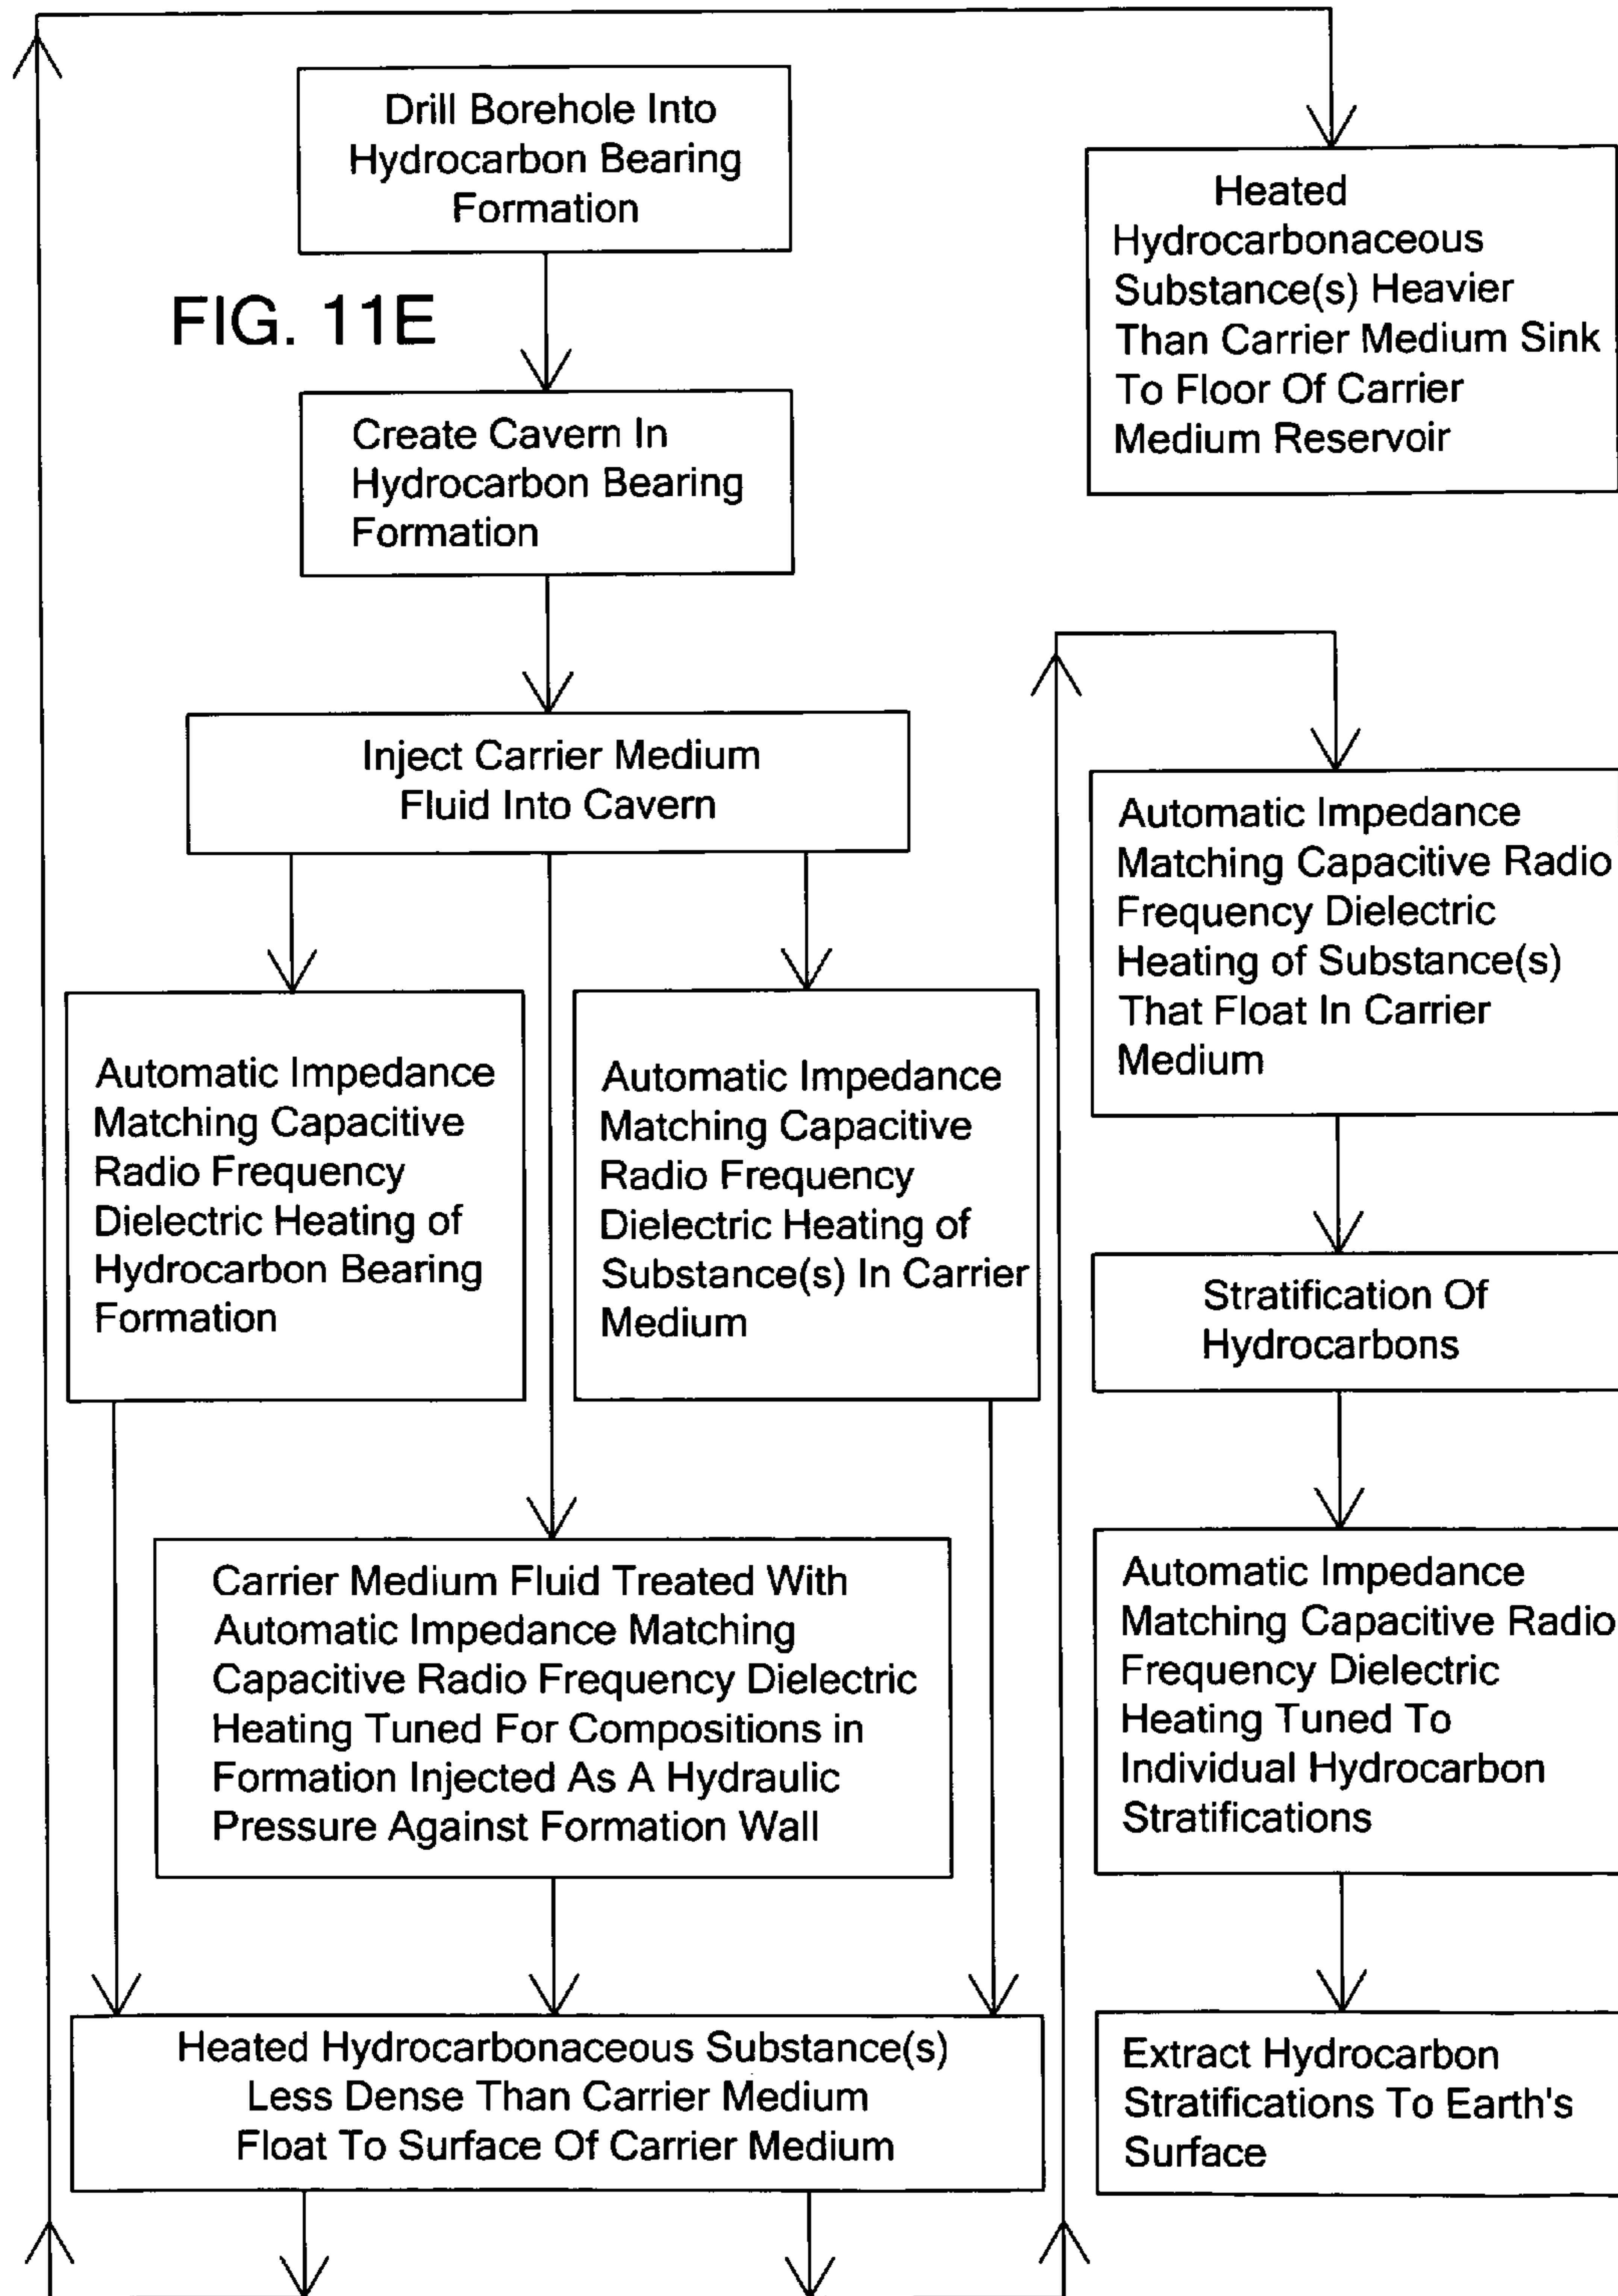 Drill Borehole Into
Hydrocarbon Bearing
Formation
FIG. 11E
Create Cavern In
Hydrocarbon Bearing
Formation
Inject Carrier Medium
Fluid Into Cavern
Automatic Impedance
Matching Capacitive
Radio Frequency
Dielectric Heating of
Hydrocarbon Bearing
Formation
Automatic Impedance
Matching Capacitive
Radio Frequency
Dielectric Heating of
Substance(s) In Carrier
Medium
Carrier Medium Fluid Treated With
Automatic Impedance Matching
Capacitive Radio Frequency Dielectric
Heating Tuned For Compositions in
Formation Injected As A Hydraulic
Pressure Against Formation Wall
Heated Hydrocarbonaceous Substance(s)
Less Dense Than Carrier Medium
Float To Surface Of Carrier Medium
Heated
Hydrocarbonaceous
Substance(s) Heavier
Than Carrier Medium Sink
To Floor Of Carrier
Medium Reservoir
Automatic Impedance
Matching Capacitive Radio
Frequency Dielectric
Heating of Substance(s)
That Float In Carrier
Medium
Stratification Of
Hydrocarbons
Automatic Impedance
Matching Capacitive Radio
Frequency Dielectric
Heating Tuned To
Individual Hydrocarbon
Stratifications
Extract Hydrocarbon
Stratifications To Earth's
Surface